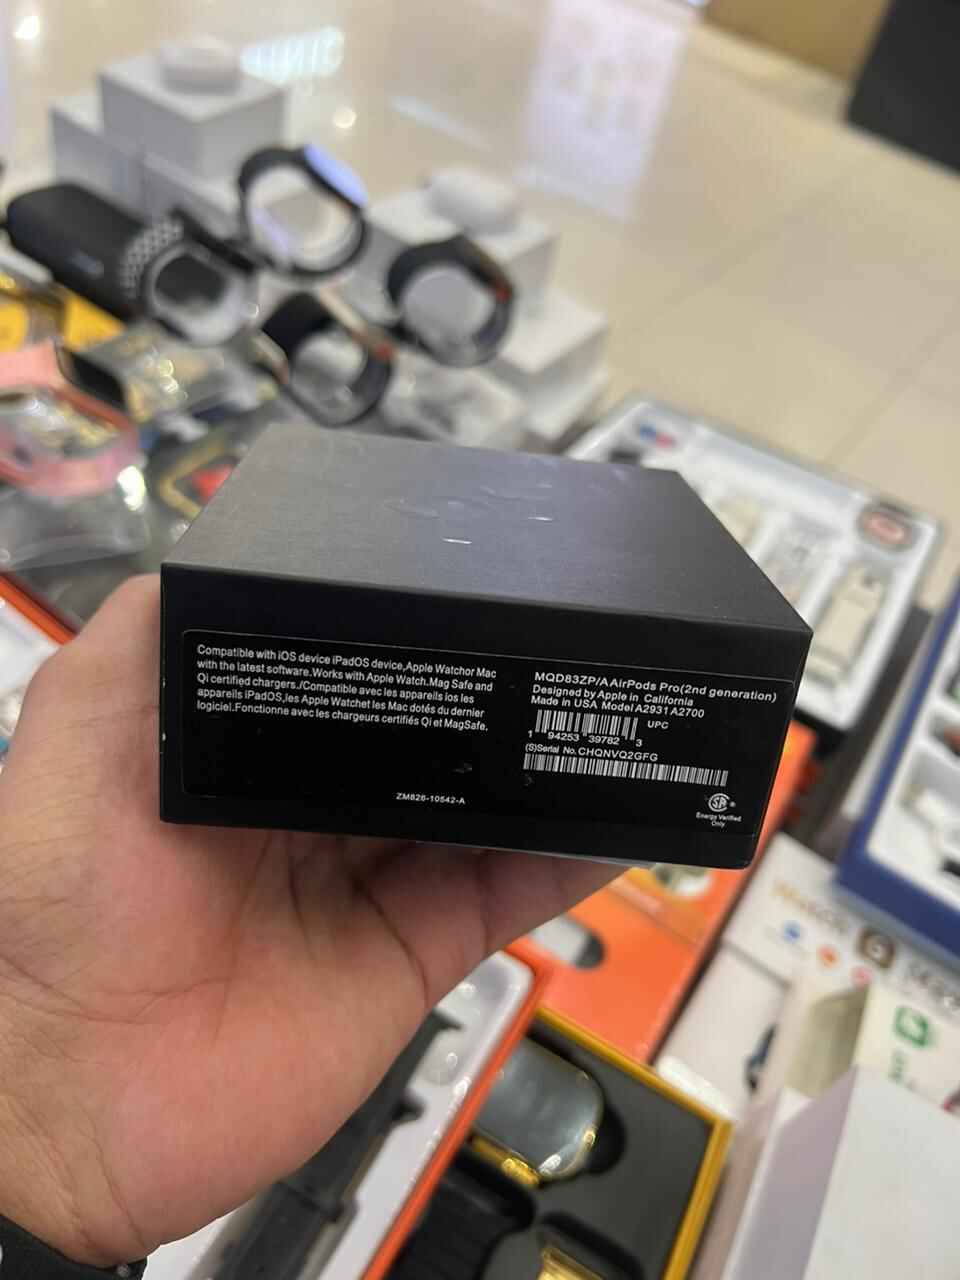 Compatible with iOS device iPadOS device,Apple Watchor Mac
with the latest software.Works with Apple Watch.Mag Safe and
Qi certified chargers./Compatible avec les appareils ios les
appareils iPadOS,les Apple Watchet les Mac dotés du dernier
logiciel.Fonctionne avec les chargeurs certifiés Qi et MagSafe.
ZM826-10542-A
MQD83ZP/AAirPods Pro(2nd generation)
Designed by Apple in California
Made in USA Model A2931 A2700
UPC
1 94253 39782 3
(S)Serial No.CHQNVQ2GFG
SP®
Energy Verified
Only